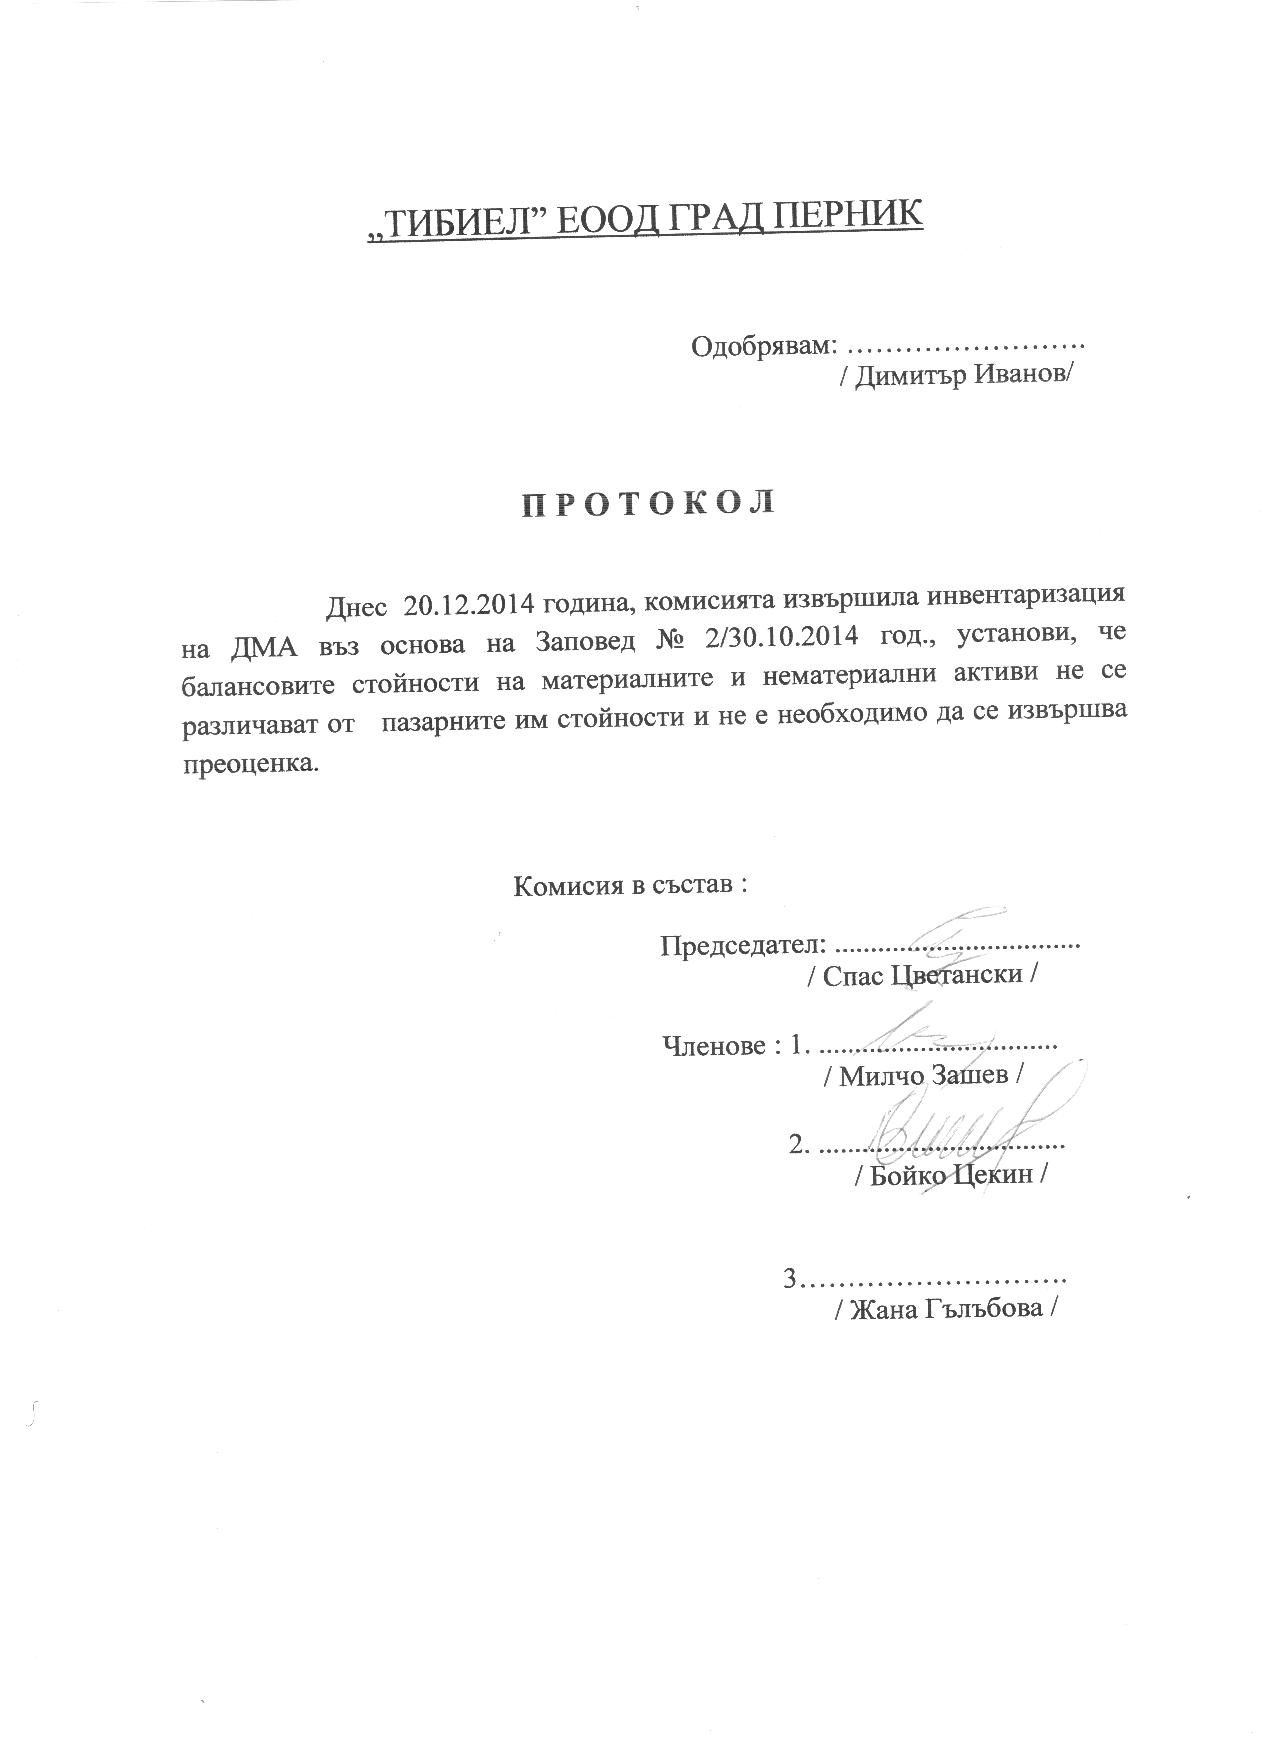 „ТИБИЕЛ” ЕООД ГРАД ПЕРНИК
Одобрявам: ……………………
/ Димитър Иванов/
П Р О Т О К О Л
Днес 20.12.2014 година, комисията извършила инвентаризация
на ДМА въз основа на Заповед № 2/30.10.2014 год., установи, че
балансовите стойности на материалните и нематериални активи не се
различават от пазарните им стойности и не е необходимо да се извършва
преоценка.
Комисия в състав :
Председател: ..................................
/ Спас Цветански /
Членове : 1. .................................
/ Милчо Зашев /
2. ..................................
/ Бойко Цекин /
3.................................
/ Жана Гълъбова /